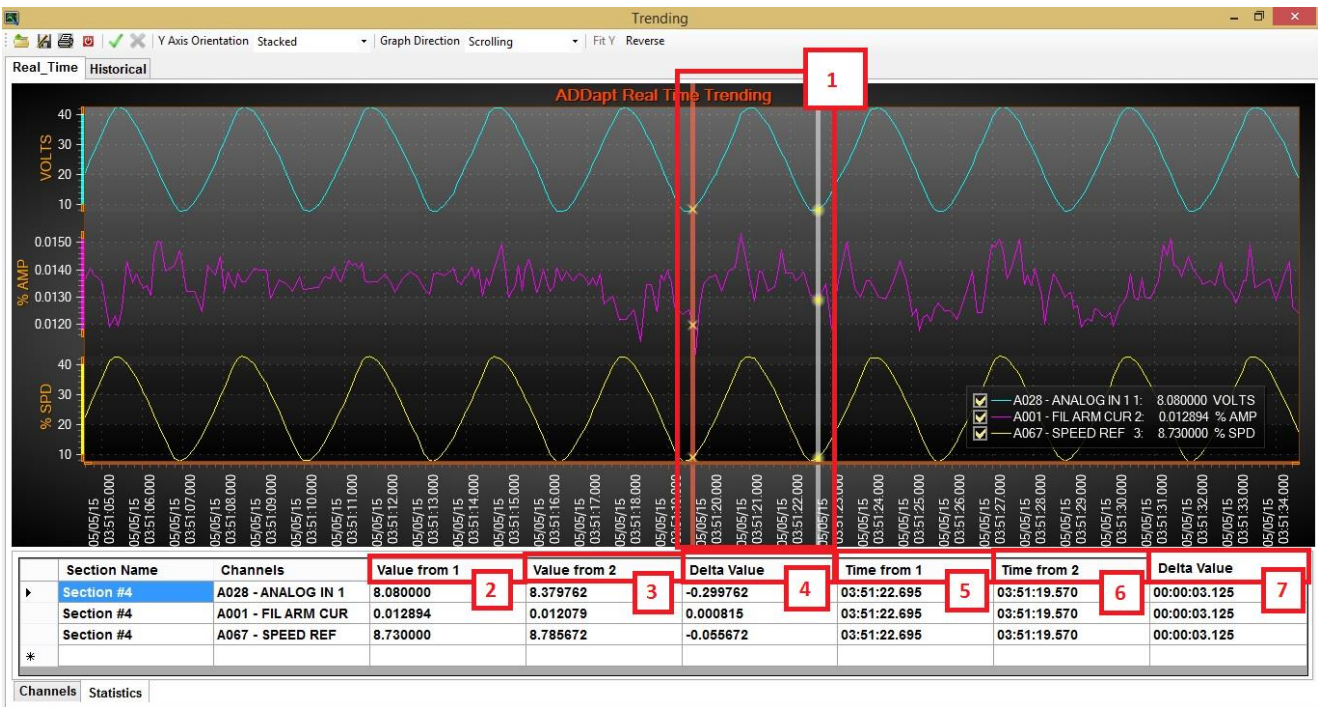 Trending
Y Axis Orientation Stacked Graph Direction Scrolling Fit Y Reverse
Real_Time Historical
1
ADDapt Real Time Trending
VOLTS
40
30
20
10
% AMP
0.0150
0.0140
0.0130
0.0120
% SPD
40
30
20
10
A028 - ANALOG IN 1 1: 8.080000 VOLTS
A001 - FIL ARM CUR 2: 0.012894 % AMP
A067 - SPEED REF 3: 8.730000 % SPD
05/05/15 03:51:05.000
05/05/15 03:51:06.000
05/05/15 03:51:07.000
05/05/15 03:51:08.000
05/05/15 03:51:09.000
05/05/15 03:51:10.000
05/05/15 03:51:11.000
05/05/15 03:51:12.000
05/05/15 03:51:13.000
05/05/15 03:51:14.000
05/05/15 03:51:15.000
05/05/15 03:51:16.000
05/05/15 03:51:17.000
05/05/15 03:51:18.000
05/05/15 03:51:19.000
05/05/15 03:51:20.000
05/05/15 03:51:21.000
05/05/15 03:51:22.000
05/05/15 03:51:23.000
05/05/15 03:51:24.000
05/05/15 03:51:25.000
05/05/15 03:51:26.000
05/05/15 03:51:27.000
05/05/15 03:51:28.000
05/05/15 03:51:29.000
05/05/15 03:51:30.000
05/05/15 03:51:31.000
05/05/15 03:51:32.000
05/05/15 03:51:33.000
05/05/15 03:51:34.000
Section Name Channels Value from 1 Value from 2 Delta Value Time from 1 Time from 2 Delta Value
2 3 4 5 6 7
Section #4 A028 - ANALOG IN 1 8.080000 8.379762 -0.299762 03:51:22.695 03:51:19.570 00:00:03.125
Section #4 A001 - FIL ARM CUR 0.012894 0.012079 0.000815 03:51:22.695 03:51:19.570 00:00:03.125
Section #4 A067 - SPEED REF 8.730000 8.785672 -0.055672 03:51:22.695 03:51:19.570 00:00:03.125
Channels Statistics